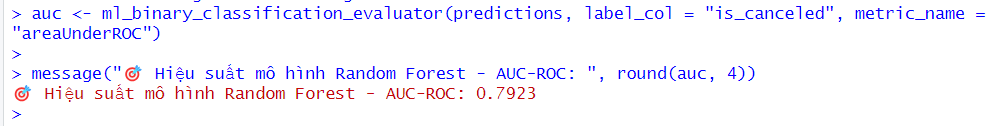 > auc <- ml_binary_classification_evaluator(predictions, label_col = "is_canceled", metric_name =
"areaUnderROC")
>
> message("🎯 Hiệu suất mô hình Random Forest - AUC-ROC: ", round(auc, 4))
🎯 Hiệu suất mô hình Random Forest - AUC-ROC: 0.7923
>